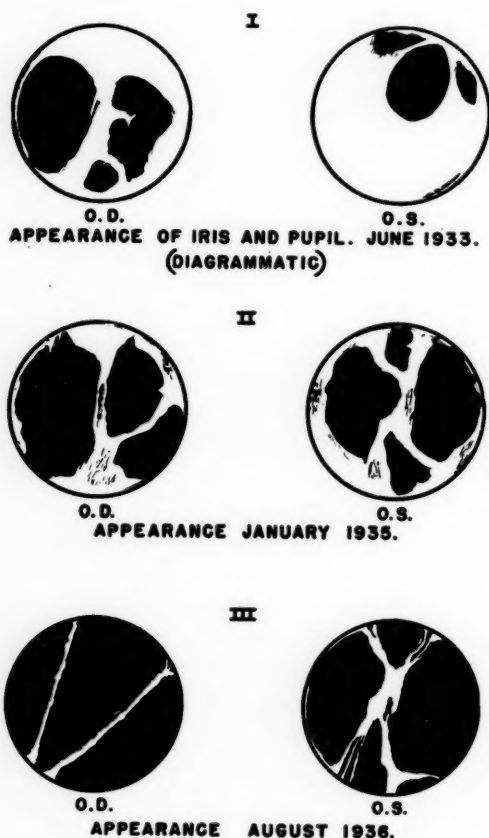 I
O.D. O.S.
APPEARANCE OF IRIS AND PUPIL. JUNE 1933.
(DIAGRAMMATIC)
II
O.D. O.S.
APPEARANCE JANUARY 1935.
III
O.D. O.S.
APPEARANCE AUGUST 1936.